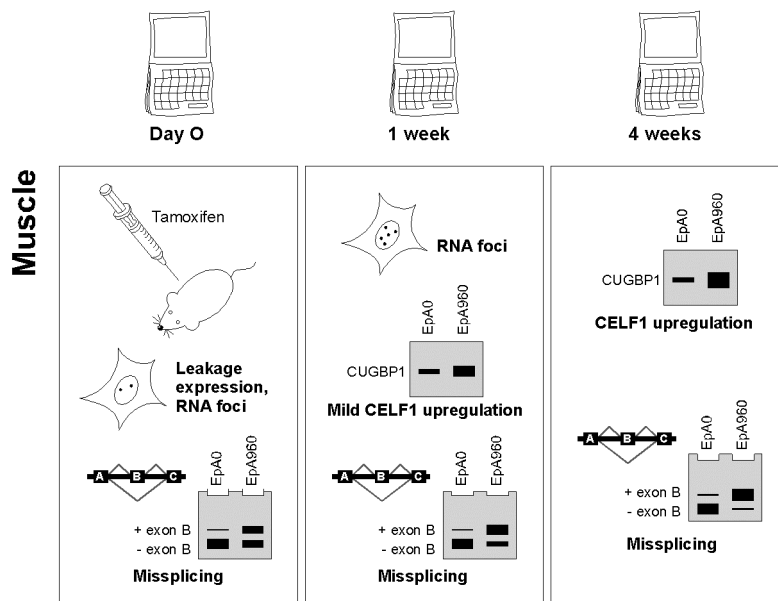 Day O
1 week
4 weeks
Muscle
Tamoxifen
Leakage
expression,
RNA foci
A B C
EpA0
EpA960
+ exon B
- exon B
Missplicing
RNA foci
EpA0
EpA960
CUGBP1
Mild CELF1 upregulation
A B C
EpA0
EpA960
+ exon B
- exon B
Missplicing
EpA0
EpA960
CUGBP1
CELF1 upregulation
A B C
EpA0
EpA960
+ exon B
- exon B
Missplicing